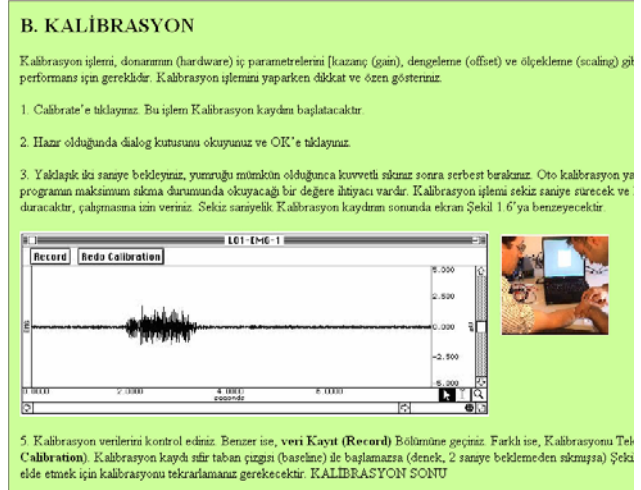 B. KALİBRASYON
Kalibrasyon işlemi, donanımın (hardware) iç parametrelerini [kazanç (gain), dengeleme (offset) ve ölçekleme (scaling) gib
performans için gereklidir. Kalibrasyon işlemini yaparken dikkat ve özen gösteriniz.
1. Calibrate'e tıklayınız. Bu işlem Kalibrasyon kaydını başlatacaktır.
2. Hazır olduğunda dialog kutusunu okuyunuz ve OK'e tıklayınız.
3. Yaklaşık iki saniye bekleyiniz, yumruğu mümkün olduğunca kuvvetli sıkınız sonra serbest bırakınız. Oto kalibrasyon ya
programın maksimum sıkma durumunda okuyacağı bir değere ihtiyacı vardır. Kalibrasyon işlemi sekiz saniye sürecek ve
duracaktır, çalışmasına izin veriniz. Sekiz saniyelik Kalibrasyon kaydının sonunda ekran Şekil 1.6'ya benzeyecektir.
L01-EMG-1
Record Redo Calibration
5.000
2.500
0.000
-2.500
-5.000
0.0000 2.0000 4.0000 6.0000
seconds
5. Kalibrasyon verilerini kontrol ediniz. Benzer ise, veri Kayıt (Record) Bölümüne geçiniz. Farklı ise, Kalibrasyonu Tek
Calibration). Kalibrasyon kaydı sıfır taban çizgisi (baseline) ile başlamazsa (denek, 2 saniye beklemeden sıkmışsa) Şeki
elde etmek için kalibrasyonu tekrarlamanız gerekecektir. KALİBRASYON SONU